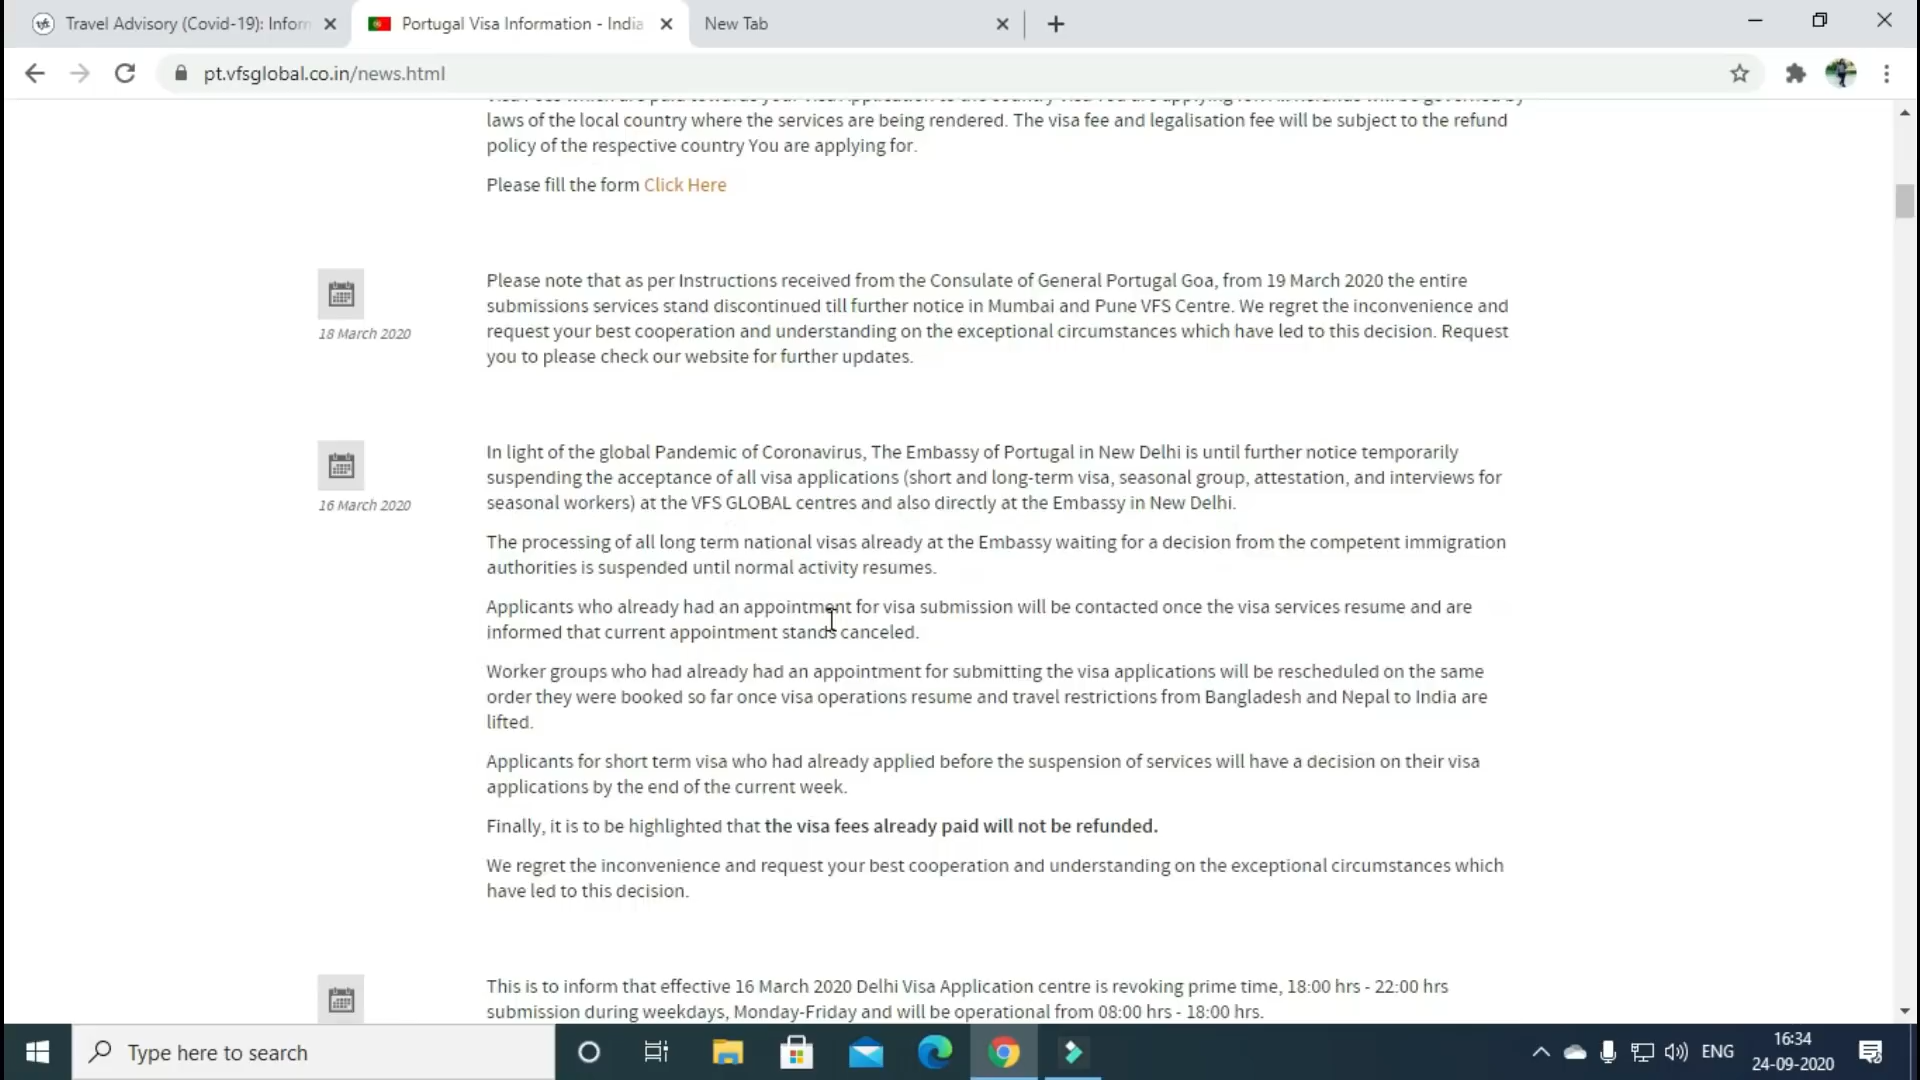 Travel Advisory (Covid-19): Inforn
Portugal Visa Information - India
New Tab
pt.vfsglobal.co.in/news.html
laws of the local country where the services are being rendered. The visa fee and legalisation fee will be subject to the refund
policy of the respective country You are applying for.
Please fill the form Click Here
18 March 2020
Please note that as per Instructions received from the Consulate of General Portugal Goa, from 19 March 2020 the entire
submissions services stand discontinued till further notice in Mumbai and Pune VFS Centre. We regret the inconvenience and
request your best cooperation and understanding on the exceptional circumstances which have led to this decision. Request
you to please check our website for further updates.
16 March 2020
In light of the global Pandemic of Coronavirus, The Embassy of Portugal in New Delhi is until further notice temporarily
suspending the acceptance of all visa applications (short and long-term visa, seasonal group, attestation, and interviews for
seasonal workers) at the VFS GLOBAL centres and also directly at the Embassy in New Delhi.
The processing of all long term national visas already at the Embassy waiting for a decision from the competent immigration
authorities is suspended until normal activity resumes.
Applicants who already had an appointment for visa submission will be contacted once the visa services resume and are
informed that current appointment stands canceled.
Worker groups who had already had an appointment for submitting the visa applications will be rescheduled on the same
order they were booked so far once visa operations resume and travel restrictions from Bangladesh and Nepal to India are
lifted.
Applicants for short term visa who had already applied before the suspension of services will have a decision on their visa
applications by the end of the current week.
Finally, it is to be highlighted that the visa fees already paid will not be refunded.
We regret the inconvenience and request your best cooperation and understanding on the exceptional circumstances which
have led to this decision.
This is to inform that effective 16 March 2020 Delhi Visa Application centre is revoking prime time, 18:00 hrs - 22:00 hrs
submission during weekdays, Monday-Friday and will be operational from 08:00 hrs - 18:00 hrs.
Type here to search
ENG
16:34
24-09-2020